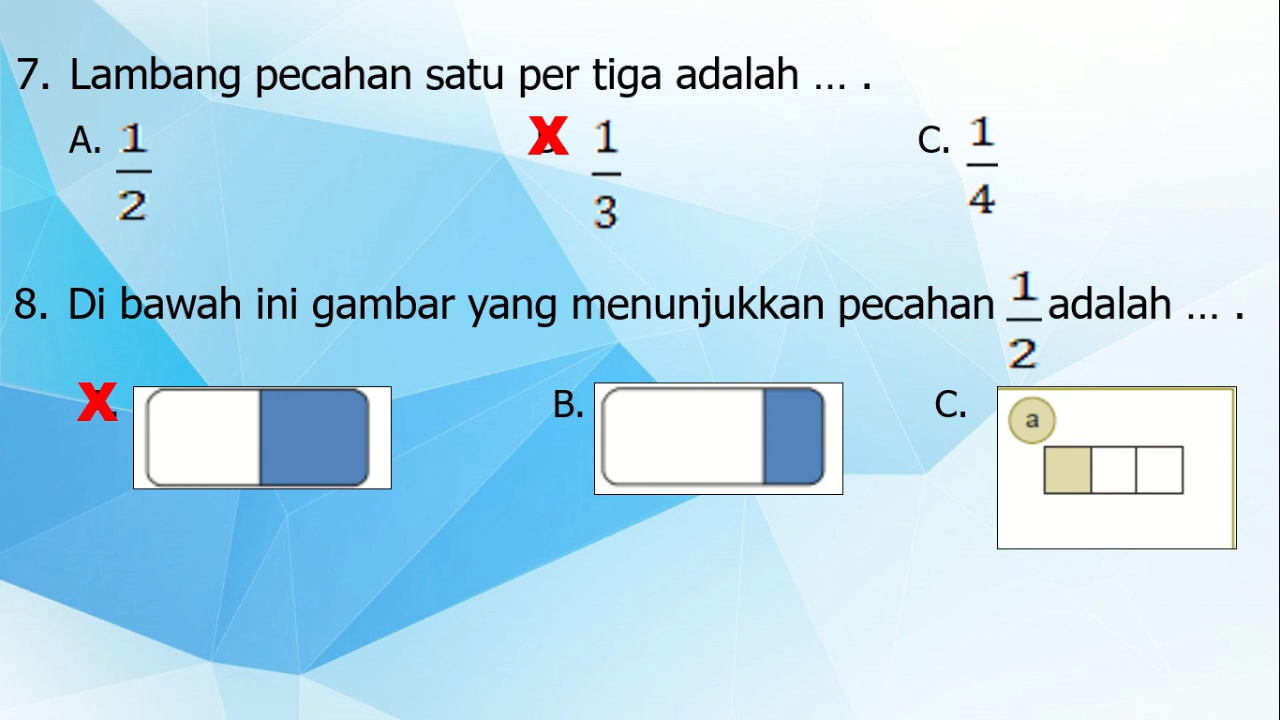 7. Lambang pecahan satu per tiga adalah ... .
A. 1/2 X 1/3 C. 1/4
8. Di bawah ini gambar yang menunjukkan pecahan 1/2 adalah ... .
X. B. C.
a